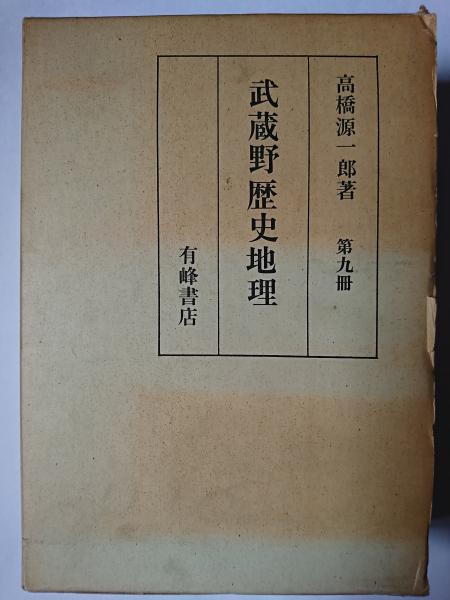 高橋源一郎著　第九冊
武蔵野歴史地理
有峰書店